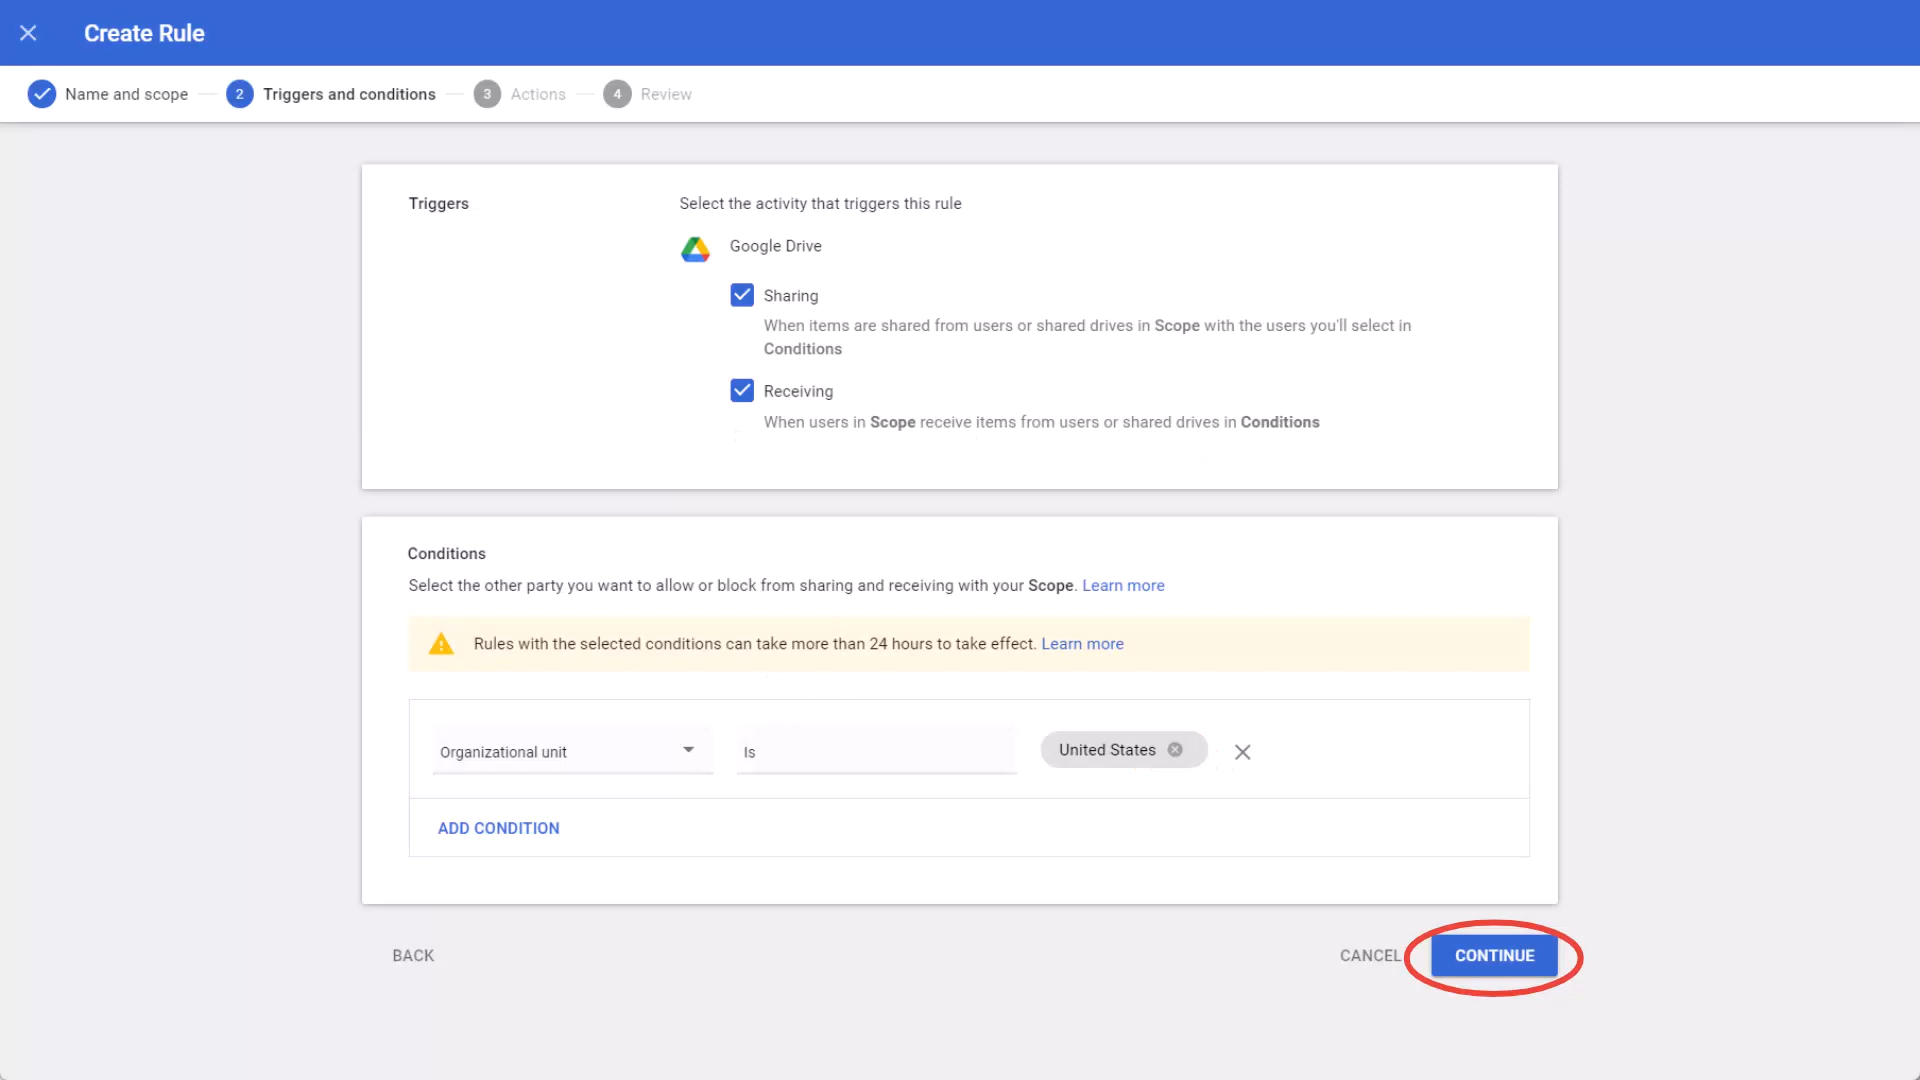 Create Rule
Name and scope
2 Triggers and conditions
3 Actions
4 Review
Triggers
Select the activity that triggers this rule
Google Drive
Sharing
When items are shared from users or shared drives in Scope with the users you'll select in
Conditions
Receiving
When users in Scope receive items from users or shared drives in Conditions
Conditions
Select the other party you want to allow or block from sharing and receiving with your Scope. Learn more
Rules with the selected conditions can take more than 24 hours to take effect. Learn more
Organizational unit
Is
United States
ADD CONDITION
BACK
CANCEL
CONTINUE